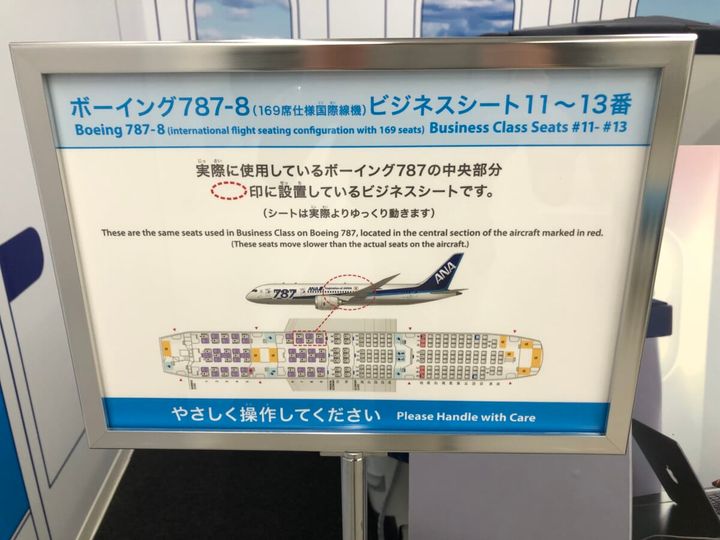 ボーイング787-8(169席仕様国際線機)ビジネスシート11～13番
Boeing 787-8 (international flight seating configuration with 169 seats) Business Class Seats #11- #13
実際に使用しているボーイング787の中央部分
印に設置しているビジネスシートです。
(シートは実際よりゆっくり動きます)
These are the same seats used in Business Class on Boeing 787, located in the central section of the aircraft marked in red.
(These seats move slower than the actual seats on the aircraft.)
787 ANA
ANA
やさしく操作してください Please Handle with Care